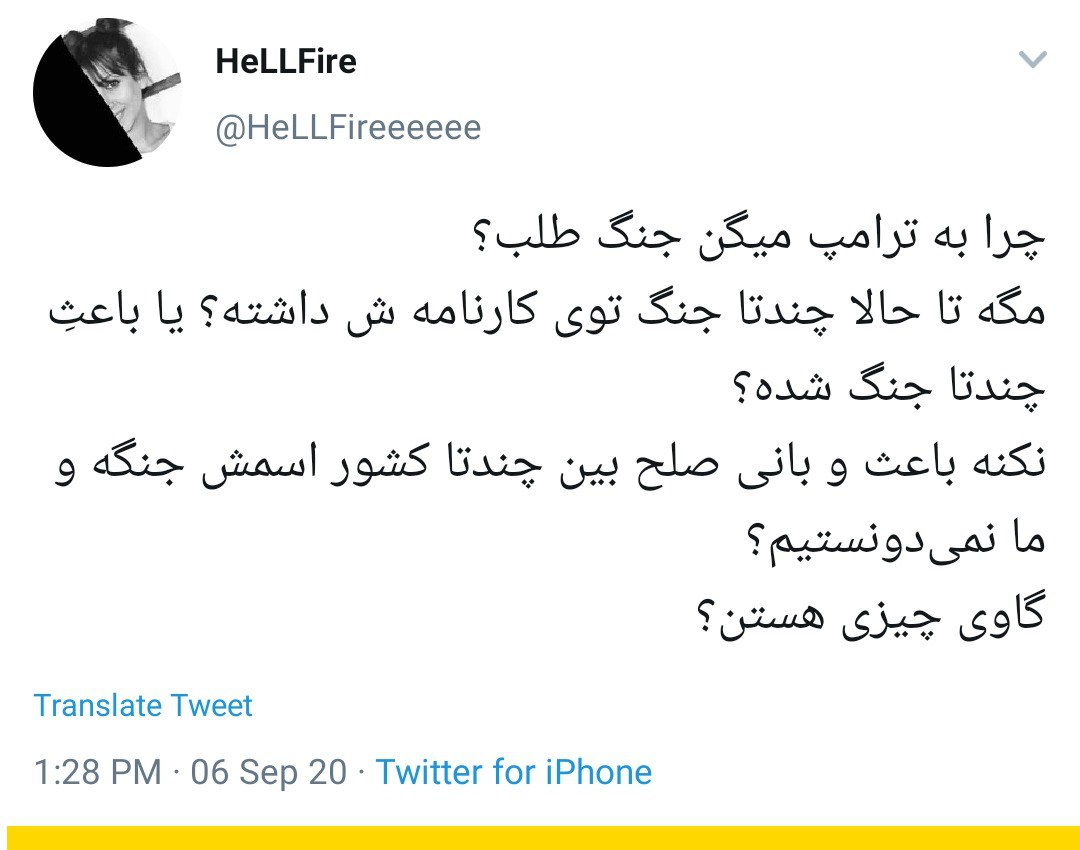 HeLLFire
@HeLLFireeeeee
چرا به ترامپ میگن جنگ طلب؟
مگه تا حالا چندتا جنگ توی کارنامه ش داشته؟ یا باعثِ
چندتا جنگ شده؟
نکنه باعث و بانی صلح بین چندتا کشور اسمش جنگه و
ما نمی‌دونستیم؟
گاوی چیزی هستن؟
Translate Tweet
1:28 PM · 06 Sep 20 · Twitter for iPhone